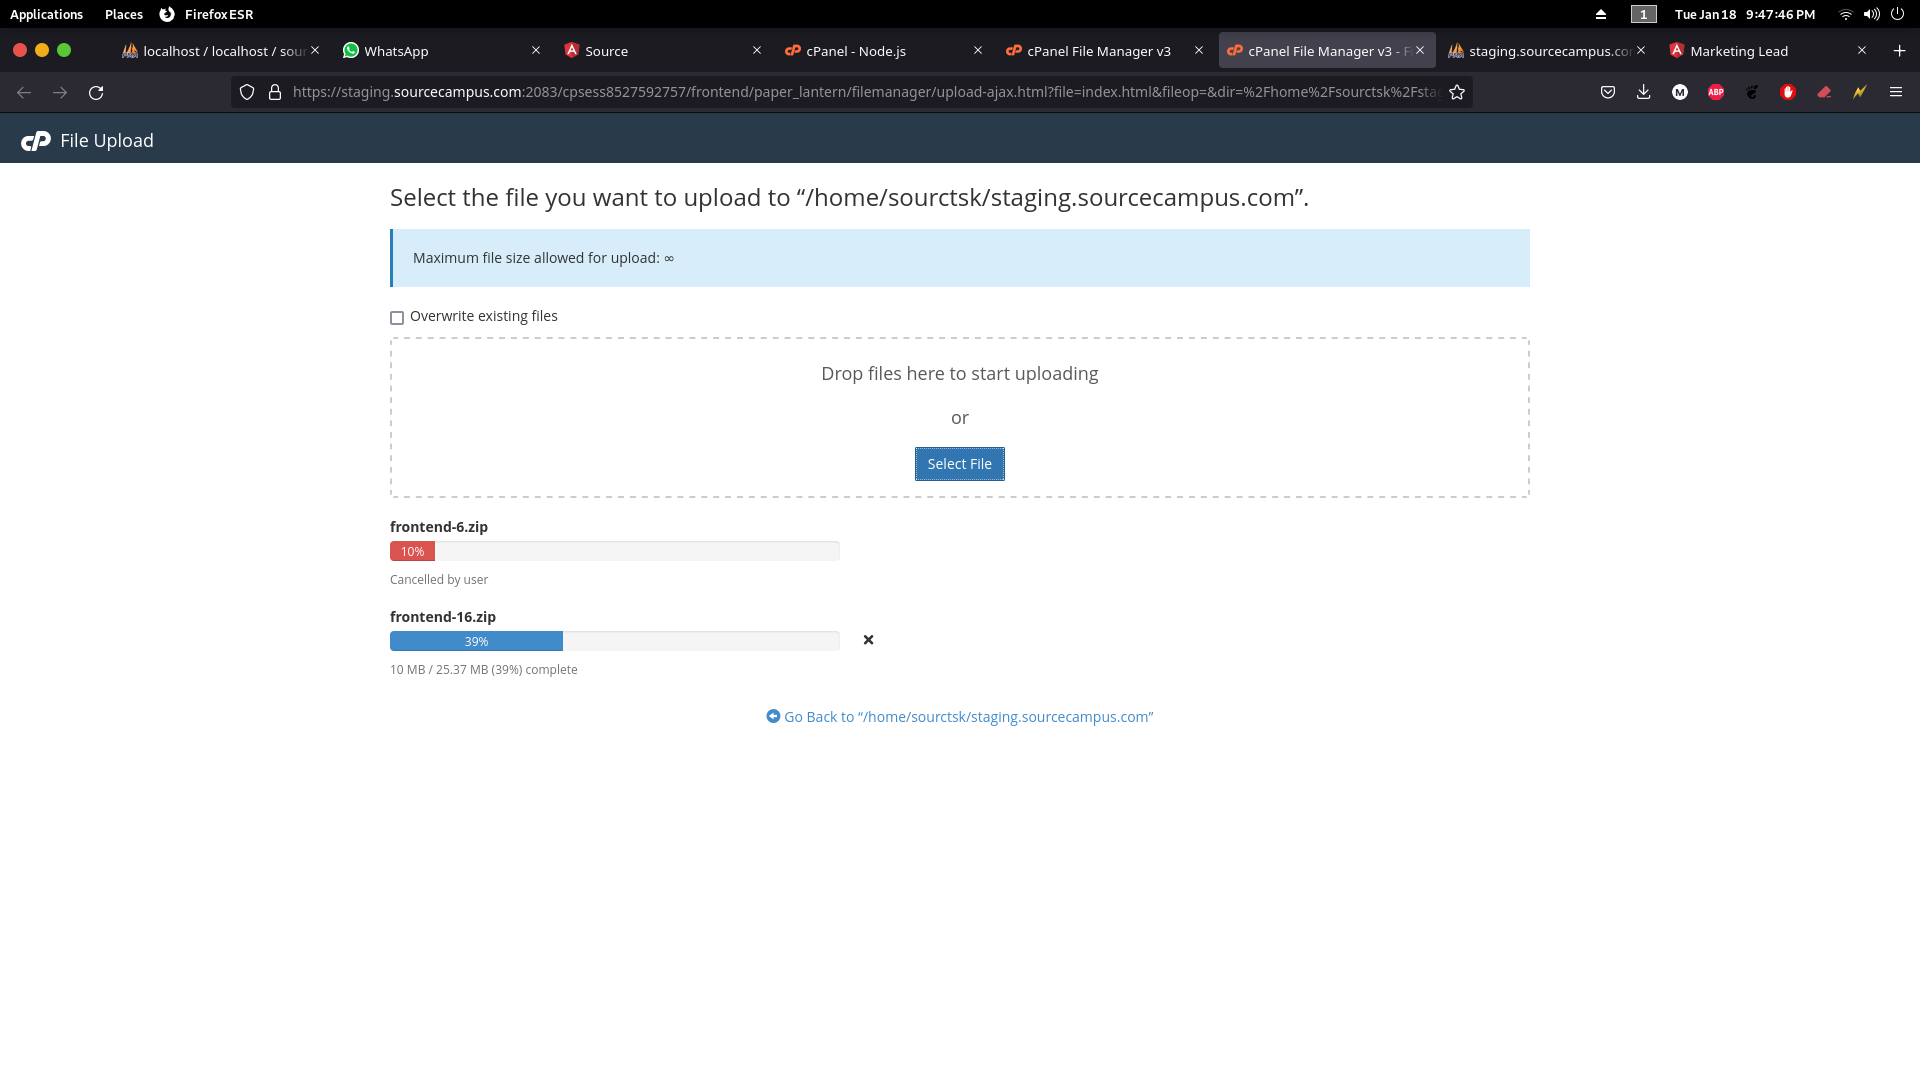 Applications Places Firefox ESR 1 Tue Jan 18 9:47:46 PM
localhost / localhost / sour WhatsApp Source cPanel - Node.js cPanel File Manager v3 cPanel File Manager v3 - F staging.sourcecampus.cor Marketing Lead
https://staging.sourcecampus.com:2083/cpsess8527592757/frontend/paper_lantern/filemanager/upload-ajax.html?file=index.html&fileop=&dir=%2Fhome%2Fsourctsk%2Fstag M ABP
cP File Upload
Select the file you want to upload to “/home/sourctsk/staging.sourcecampus.com”.
Maximum file size allowed for upload: ∞
Overwrite existing files
Drop files here to start uploading
or
Select File
frontend-6.zip
10%
Cancelled by user
frontend-16.zip
39%
10 MB / 25.37 MB (39%) complete
Go Back to “/home/sourctsk/staging.sourcecampus.com”